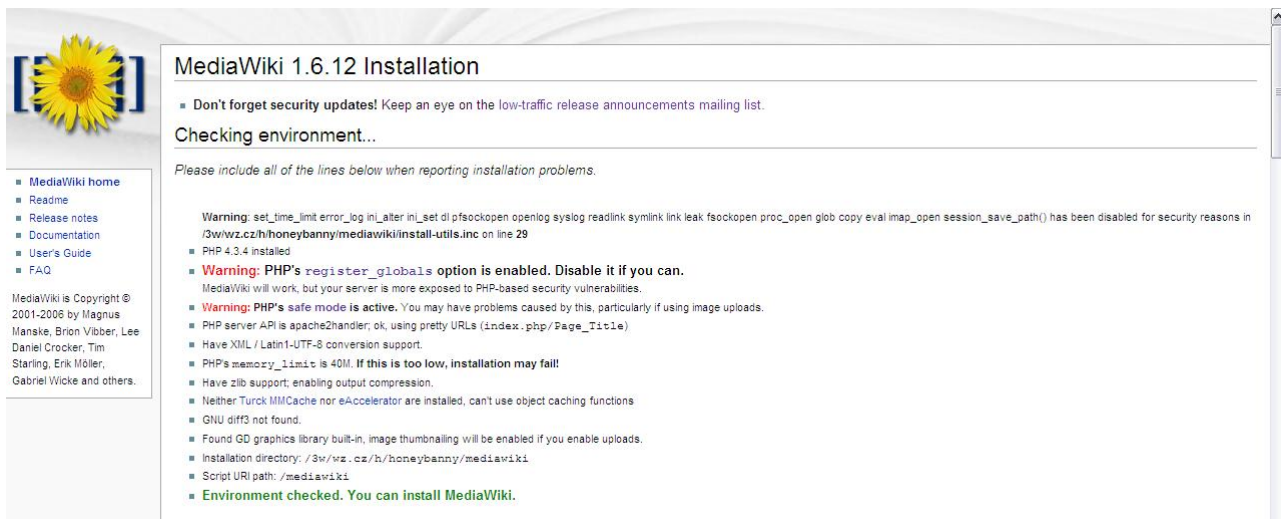 MediaWiki 1.6.12 Installation
Don't forget security updates! Keep an eye on the low-traffic release announcements mailing list.
Checking environment...
Please include all of the lines below when reporting installation problems.
Warning: set_time_limit error_log ini_alter ini_set dl pfsockopen openlog syslog readlink symlink link leak fsockopen proc_open glob copy eval imap_open session_save_path() has been disabled for security reasons in
/3w/wz.cz/h/honeybanny/mediawiki/install-utils.inc on line 29
PHP 4.3.4 installed
Warning: PHP's register_globals option is enabled. Disable it if you can.
MediaWiki will work, but your server is more exposed to PHP-based security vulnerabilities.
Warning: PHP's safe mode is active. You may have problems caused by this, particularly if using image uploads.
PHP server API is apache2handler; ok, using pretty URLs (index.php/Page_Title)
Have XML / Latin1-UTF-8 conversion support.
PHP's memory_limit is 40M. If this is too low, installation may fail!
Have zlib support; enabling output compression.
Neither Turck MMCache nor eAccelerator are installed, can't use object caching functions
GNU diff3 not found.
Found GD graphics library built-in, image thumbnailing will be enabled if you enable uploads.
Installation directory: /3w/wz.cz/h/honeybanny/mediawiki
Script URI path: /mediawiki
Environment checked. You can install MediaWiki.
MediaWiki home
Readme
Release notes
Documentation
User's Guide
FAQ
MediaWiki is Copyright ©
2001-2006 by Magnus
Manske, Brion Vibber, Lee
Daniel Crocker, Tim
Starling, Erik Möller,
Gabriel Wicke and others.